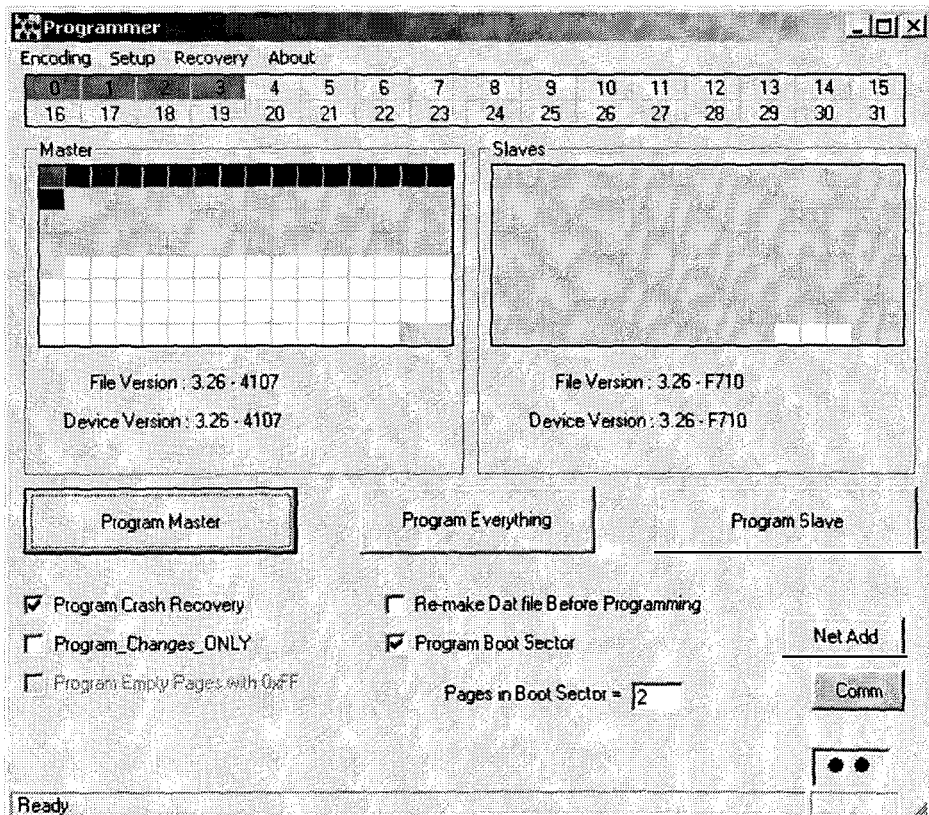 Programmer
Encoding Setup Recovery About
0 1 2 3 4 5 6 7 8 9 10 11 12 13 14 15
16 17 18 19 20 21 22 23 24 25 26 27 28 29 30 31
Master
Slaves
File Version : 3.26 - 4107
File Version : 3.26 - F710
Device Version : 3.26 - 4107
Device Version : 3.26 - F710
Program Master
Program Everything
Program Slave
Program Crash Recovery
Re-make Dat file Before Programming
Program_Changes_ONLY
Program Boot Sector
Net Add
Program Empty Pages with 0xFF
Pages in Boot Sector = 2
Comm
Ready